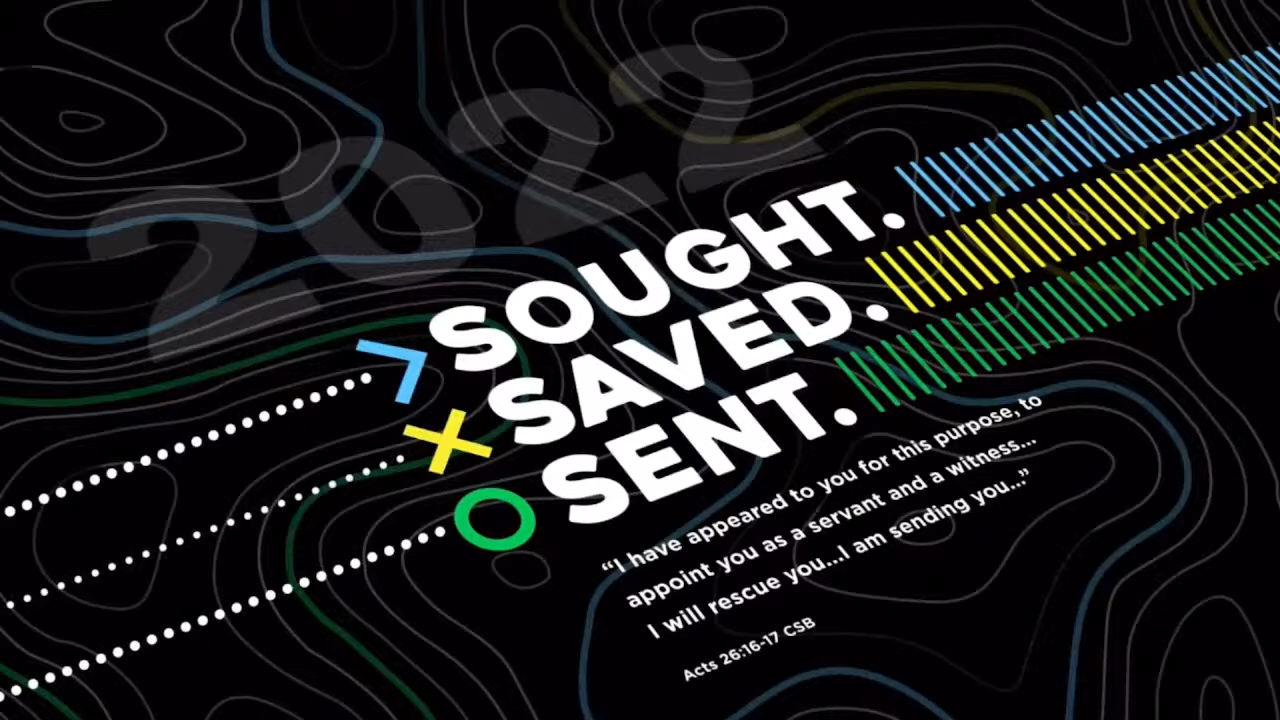 2022
SOUGHT.
SAVED.
SENT.
“I have appeared to you for this purpose, to
appoint you as a servant and a witness...
I will rescue you...I am sending you...”
Acts 26:16-17 CSB